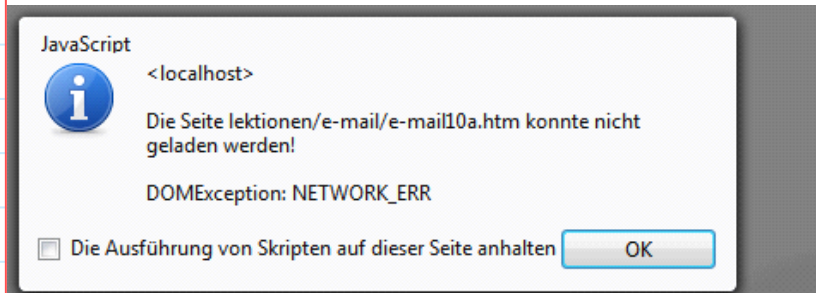 JavaScript
<localhost>
Die Seite lektionen/e-mail/e-mail10a.htm konnte nicht
geladen werden!
DOMException: NETWORK_ERR
Die Ausführung von Skripten auf dieser Seite anhalten
OK